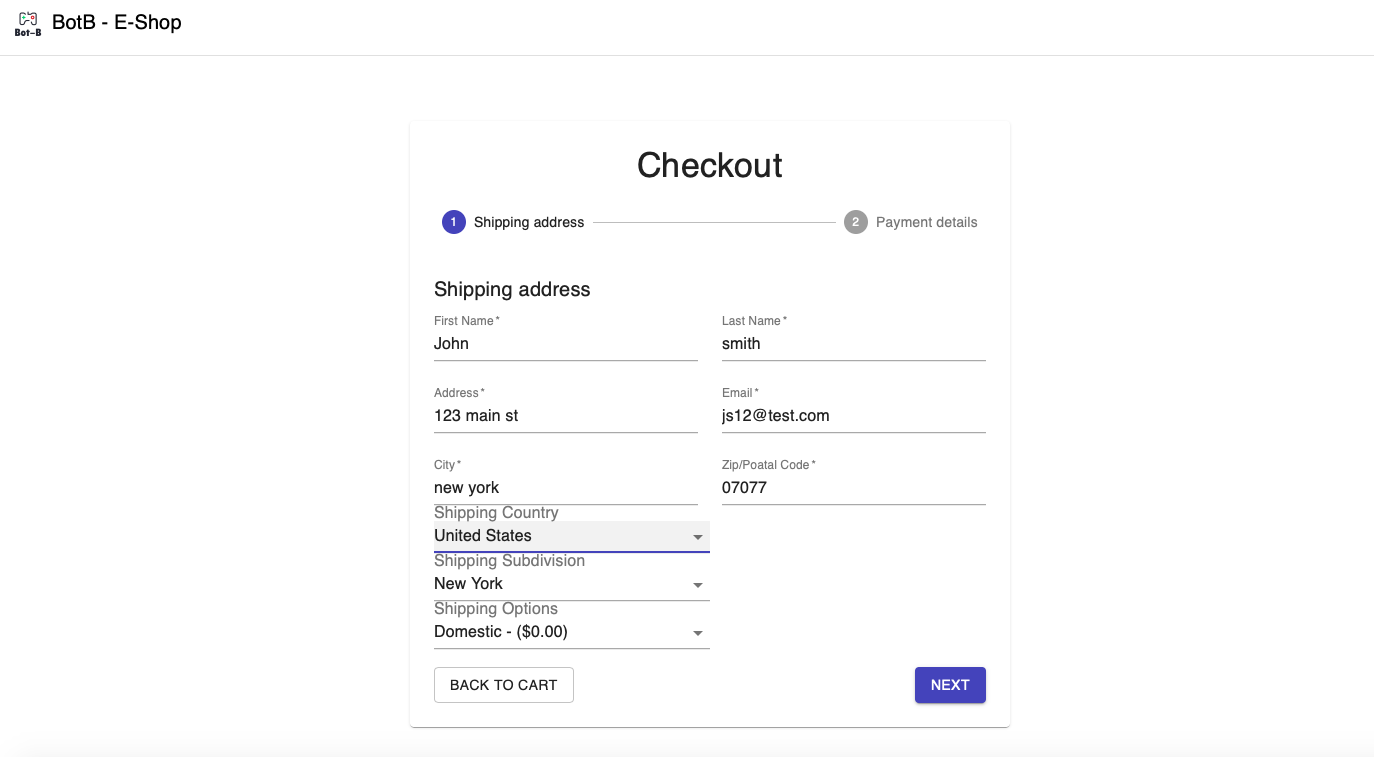 Bot-B
BotB - E-Shop
Checkout
1 Shipping address
2 Payment details
Shipping address
First Name *
Last Name *
John
smith
Address *
Email *
123 main st
js12@test.com
City *
Zip/Poatal Code *
new york
07077
Shipping Country
United States
Shipping Subdivision
New York
Shipping Options
Domestic - ($0.00)
BACK TO CART
NEXT